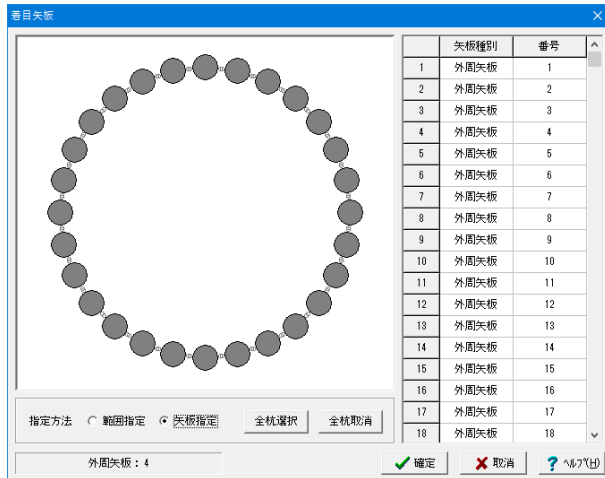 着目矢板
矢板種別 番号
1 外周矢板 1
2 外周矢板 2
3 外周矢板 3
4 外周矢板 4
5 外周矢板 5
6 外周矢板 6
7 外周矢板 7
8 外周矢板 8
9 外周矢板 9
10 外周矢板 10
11 外周矢板 11
12 外周矢板 12
13 外周矢板 13
14 外周矢板 14
15 外周矢板 15
16 外周矢板 16
17 外周矢板 17
18 外周矢板 18
指定方法 範囲指定 矢板指定 全杭選択 全杭取消
外周矢板：4 確定 取消 ヘルプ(H)